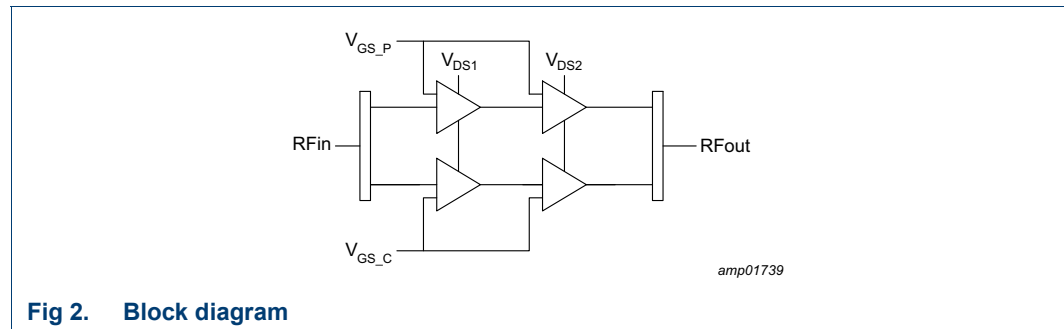 V_GS_P
V_DS1 V_DS2
RFin RFout
V_GS_C
amp01739
Fig 2. Block diagram